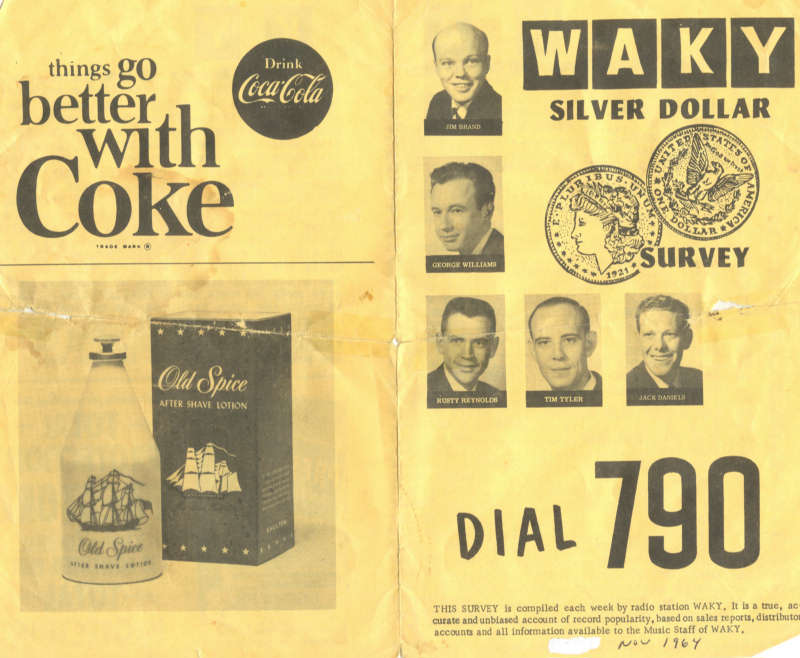 things go
better
with
Coke
TRADE MARK ®
Drink
Coca-Cola
Old Spice
AFTER SHAVE LOTION
Old Spice
AFTER SHAVE LOTION
SHULTON
WAKY
SILVER DOLLAR
E·PLURIBUS·UNUM
1921
UNITED STATES OF AMERICA
ONE DOLLAR
SURVEY
JIM BRAND
GEORGE WILLIAMS
RUSTY REYNOLDS
TIM TYLER
JACK DANIELS
DIAL 790
THIS SURVEY is compiled each week by radio station WAKY. It is a true, ac-
curate and unbiased account of record popularity, based on sales reports, distributor
accounts and all information available to the Music Staff of WAKY.
Nov 1964